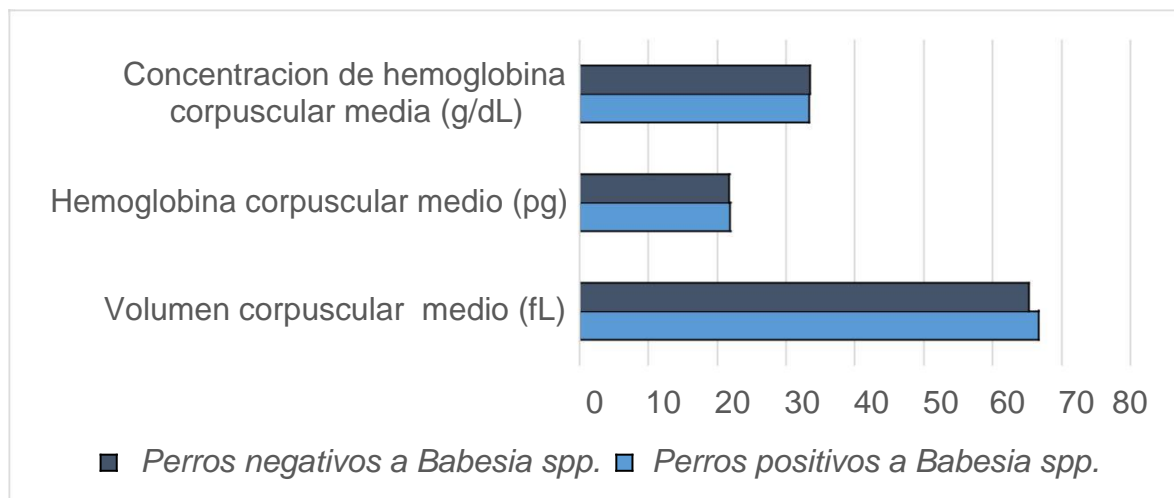 Concentracion de hemoglobina
corpuscular media (g/dL)
Hemoglobina corpuscular medio (pg)
Volumen corpuscular medio (fL)
0 10 20 30 40 50 60 70 80
Perros negativos a Babesia spp. Perros positivos a Babesia spp.